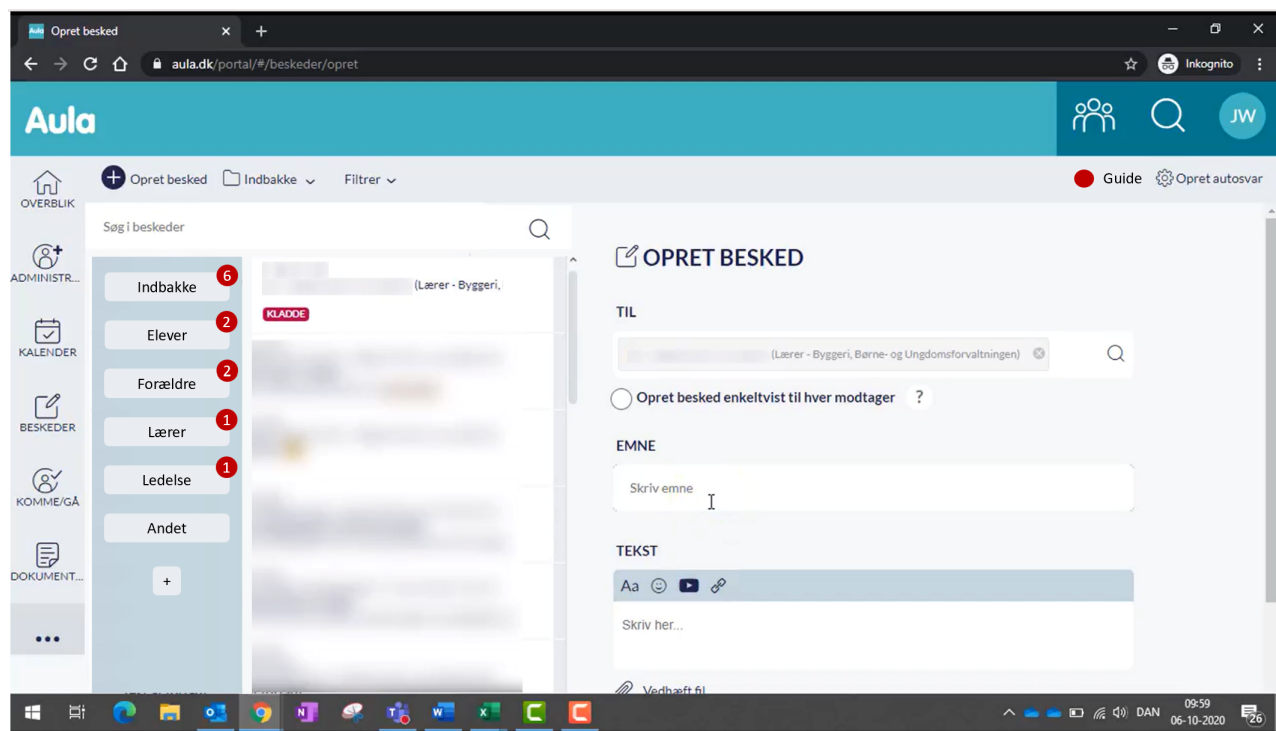 Aula Opret besked
aula.dk/portal/#/beskeder/opret
Inkognito
Aula
JW
OVERBLIK
ADMINISTR...
KALENDER
BESKEDER
KOMME/GÅ
DOKUMENT...
Opret besked Indbakke Filtrer
Guide Opret autosvar
Søg i beskeder
Indbakke 6
Elever 2
Forældre 2
Lærer 1
Ledelse 1
Andet
+
(Lærer - Byggeri,
KLADDE
OPRET BESKED
TIL
(Lærer - Byggeri, Børne- og Ungdomsforvaltningen)
Opret besked enkeltvist til hver modtager ?
EMNE
Skriv emne
TEKST
Aa
Skriv her...
Vedhæft fil
DAN
09:59
06-10-2020
26